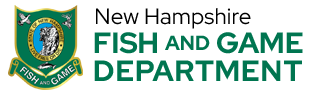 New Hampshire
FISH AND GAME
DEPARTMENT
FISH AND GAME